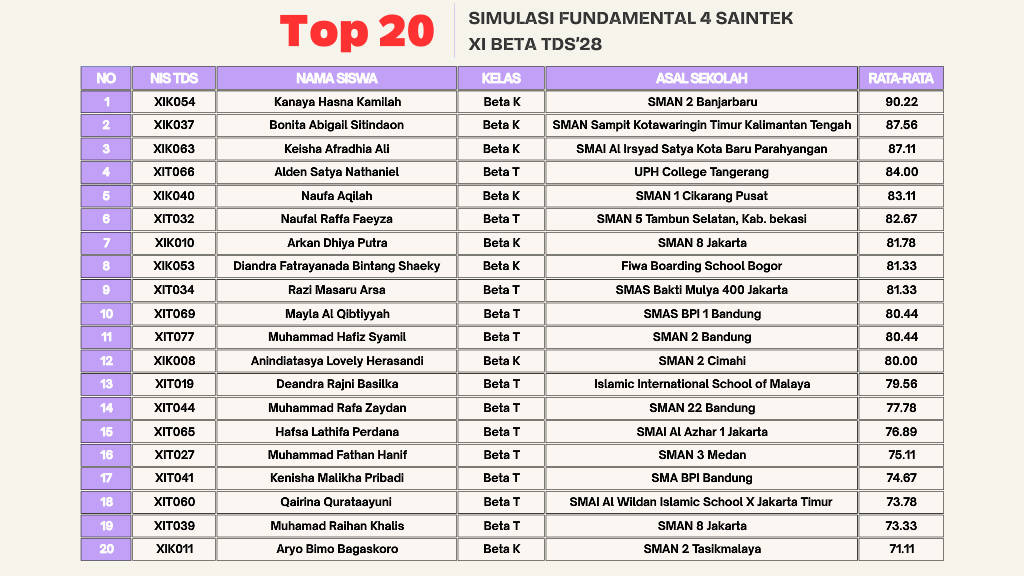 Top 20
SIMULASI FUNDAMENTAL 4 SAINTEK
XI BETA TDS'28
NO NIS TDS NAMA SISWA KELAS ASAL SEKOLAH RATA-RATA
1 XIK054 Kanaya Hasna Kamilah Beta K SMAN 2 Banjarbaru 90.22
2 XIK037 Bonita Abigail Sitindaon Beta K SMAN Sampit Kotawaringin Timur Kalimantan Tengah 87.56
3 XIK063 Keisha Afradhia Ali Beta K SMAI Al Irsyad Satya Kota Baru Parahyangan 87.11
4 XIT066 Alden Satya Nathaniel Beta T UPH College Tangerang 84.00
5 XIK040 Naufa Aqilah Beta K SMAN 1 Cikarang Pusat 83.11
6 XIT032 Naufal Raffa Faeyza Beta T SMAN 5 Tambun Selatan, Kab. bekasi 82.67
7 XIK010 Arkan Dhiya Putra Beta K SMAN 8 Jakarta 81.78
8 XIK053 Diandra Fatrayanada Bintang Shaeky Beta K Fiwa Boarding School Bogor 81.33
9 XIT034 Razi Masaru Arsa Beta T SMAS Bakti Mulya 400 Jakarta 81.33
10 XIT069 Mayla Al Qibtiyyah Beta T SMAS BPI 1 Bandung 80.44
11 XIT077 Muhammad Hafiz Syamil Beta T SMAN 2 Bandung 80.44
12 XIK008 Anindiatasya Lovely Herasandi Beta K SMAN 2 Cimahi 80.00
13 XIT019 Deandra Rajni Basilka Beta T Islamic International School of Malaya 79.56
14 XIT044 Muhammad Rafa Zaydan Beta T SMAN 22 Bandung 77.78
15 XIT065 Hafsa Lathifa Perdana Beta T SMAI Al Azhar 1 Jakarta 76.89
16 XIT027 Muhammad Fathan Hanif Beta T SMAN 3 Medan 75.11
17 XIT041 Kenisha Malikha Pribadi Beta T SMA BPI Bandung 74.67
18 XIT060 Qairina Qurataayuni Beta T SMAI Al Wildan Islamic School X Jakarta Timur 73.78
19 XIT039 Muhamad Raihan Khalis Beta T SMAN 8 Jakarta 73.33
20 XIK011 Aryo Bimo Bagaskoro Beta K SMAN 2 Tasikmalaya 71.11